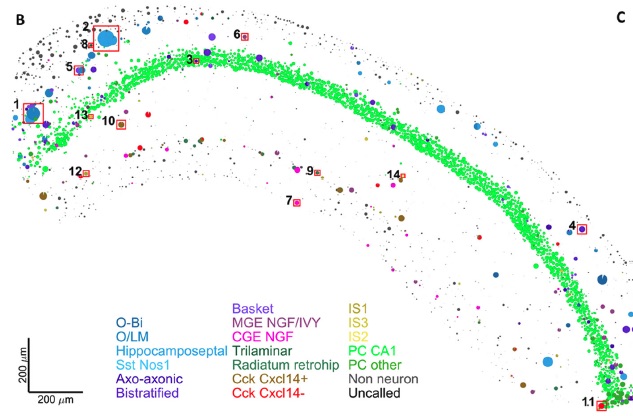 B
C
2
6
8
3
5
1
13
10
12
9
14
7
4
11
Basket IS1
O-Bi MGE NGF/IVY IS3
O/LM CGE NGF IS2
Hippocamposeptal Trilaminar PC CA1
Sst Nos1 Radiatum retrohip PC other
Axo-axonic Cck Cxcl14+ Non neuron
Bistratified Cck Cxcl14- Uncalled
200 μm
200 μm